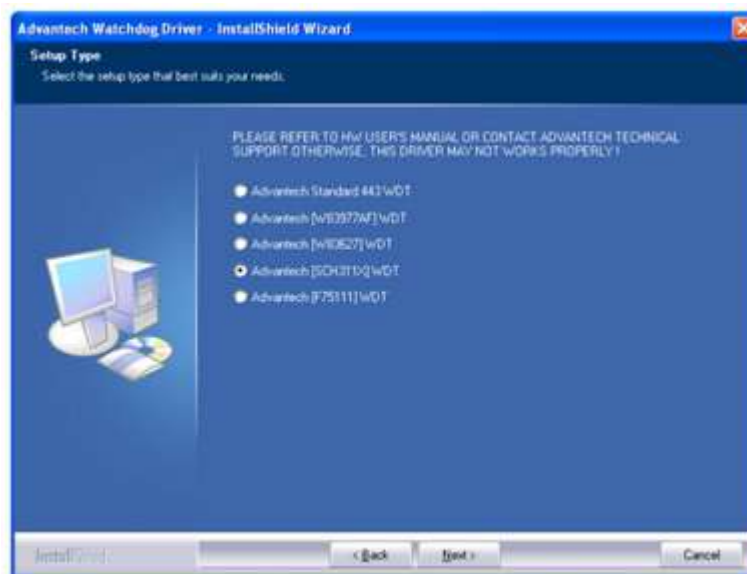 Advantech Watchdog Driver - InstallShield Wizard
Setup Type
Select the setup type that best suits your needs.
PLEASE REFER TO HW USER'S MANUAL OR CONTACT ADVANTECH TECHNICAL
SUPPORT OTHERWISE, THIS DRIVER MAY NOT WORKS PROPERLY !
Advantech Standard 443 WDT
Advantech [W83977AF] WDT
Advantech [W83627] WDT
Advantech [SCH311X] WDT
Advantech [F75111] WDT
InstallShield
< Back
Next >
Cancel